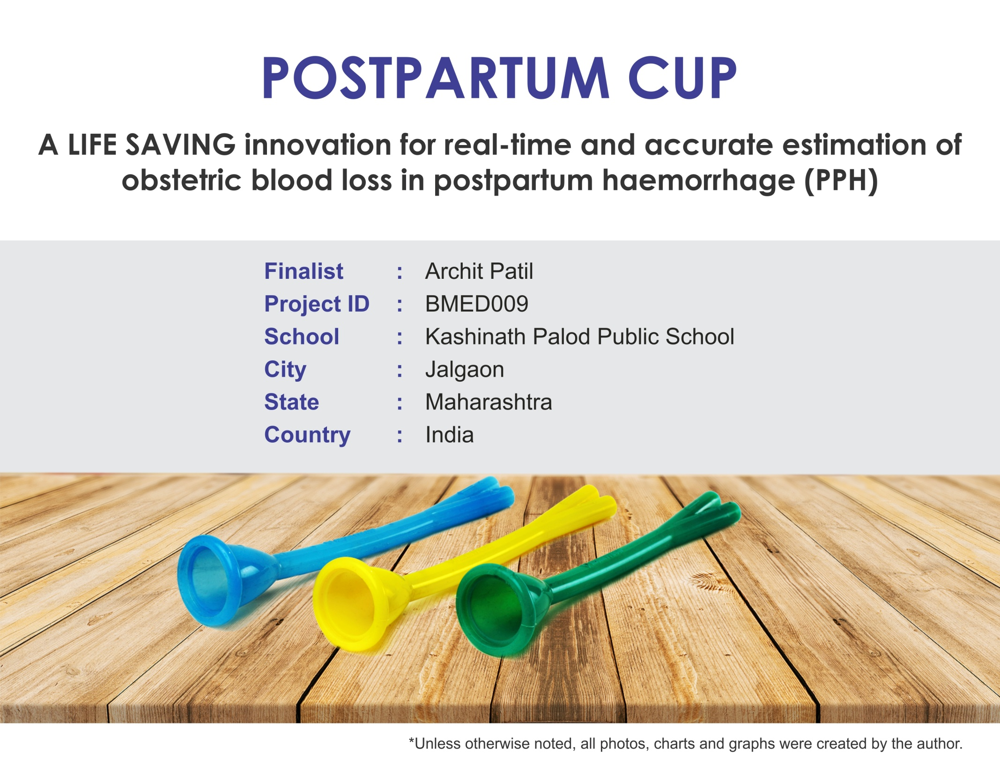 POSTPARTUM CUP
A LIFE SAVING innovation for real-time and accurate estimation of
obstetric blood loss in postpartum haemorrhage (PPH)
Finalist : Archit Patil
Project ID : BMED009
School : Kashinath Palod Public School
City : Jalgaon
State : Maharashtra
Country : India
*Unless otherwise noted, all photos, charts and graphs were created by the author.